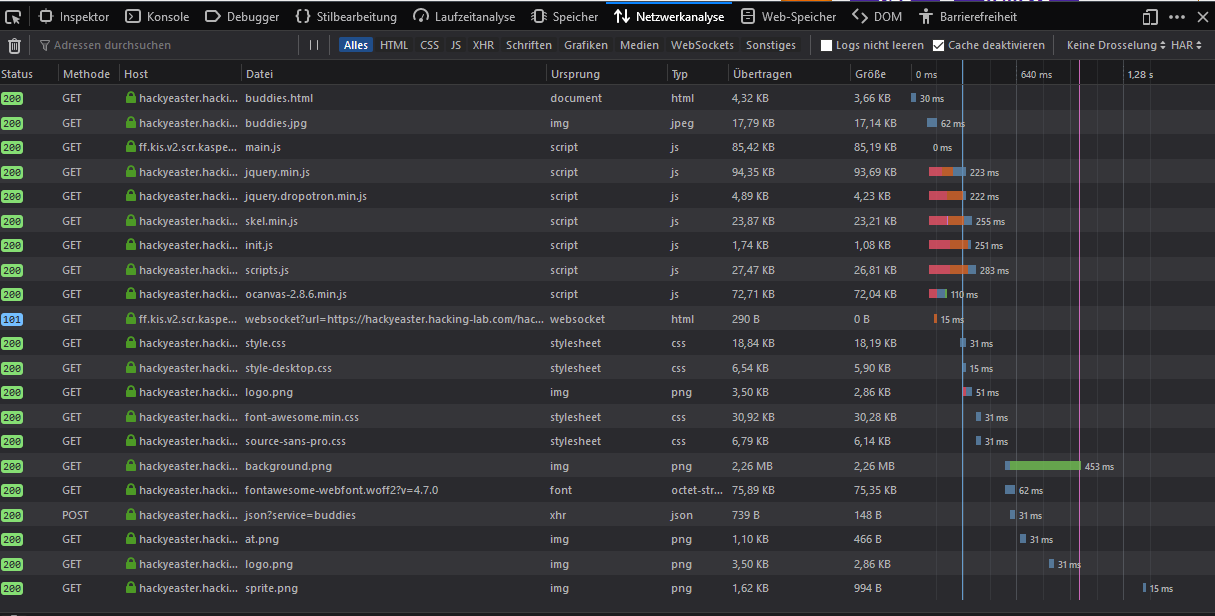 Inspektor Konsole Debugger Stilbearbeitung Laufzeitanalyse Speicher Netzwerkanalyse Web-Speicher DOM Barrierefreiheit
Adressen durchsuchen Alles HTML CSS JS XHR Schriften Grafiken Medien WebSockets Sonstiges Logs nicht leeren Cache deaktivieren Keine Drosselung HAR
Status Methode Host Datei Ursprung Typ Übertragen Größe 0 ms 640 ms 1,28 s
200 GET hackyeaster.hacki... buddies.html document html 4,32 KB 3,66 KB 30 ms
200 GET hackyeaster.hacki... buddies.jpg img jpeg 17,79 KB 17,14 KB 62 ms
200 GET ff.kis.v2.scr.kaspe... main.js script js 85,42 KB 85,19 KB 0 ms
200 GET hackyeaster.hacki... jquery.min.js script js 94,35 KB 93,69 KB 223 ms
200 GET hackyeaster.hacki... jquery.dropotron.min.js script js 4,89 KB 4,23 KB 222 ms
200 GET hackyeaster.hacki... skel.min.js script js 23,87 KB 23,21 KB 255 ms
200 GET hackyeaster.hacki... init.js script js 1,74 KB 1,08 KB 251 ms
200 GET hackyeaster.hacki... scripts.js script js 27,47 KB 26,81 KB 283 ms
200 GET hackyeaster.hacki... ocanvas-2.8.6.min.js script js 72,71 KB 72,04 KB 110 ms
101 GET ff.kis.v2.scr.kaspe... websocket?url=https://hackyeaster.hacking-lab.com/hac... websocket html 290 B 0 B 15 ms
200 GET hackyeaster.hacki... style.css stylesheet css 18,84 KB 18,19 KB 31 ms
200 GET hackyeaster.hacki... style-desktop.css stylesheet css 6,54 KB 5,90 KB 15 ms
200 GET hackyeaster.hacki... logo.png img png 3,50 KB 2,86 KB 51 ms
200 GET hackyeaster.hacki... font-awesome.min.css stylesheet css 30,92 KB 30,28 KB 31 ms
200 GET hackyeaster.hacki... source-sans-pro.css stylesheet css 6,79 KB 6,14 KB 31 ms
200 GET hackyeaster.hacki... background.png img png 2,26 MB 2,26 MB 453 ms
200 GET hackyeaster.hacki... fontawesome-webfont.woff2?v=4.7.0 font octet-str... 75,89 KB 75,35 KB 62 ms
200 POST hackyeaster.hacki... json?service=buddies xhr json 739 B 148 B 31 ms
200 GET hackyeaster.hacki... at.png img png 1,10 KB 466 B 31 ms
200 GET hackyeaster.hacki... logo.png img png 3,50 KB 2,86 KB 31 ms
200 GET hackyeaster.hacki... sprite.png img png 1,62 KB 994 B 15 ms